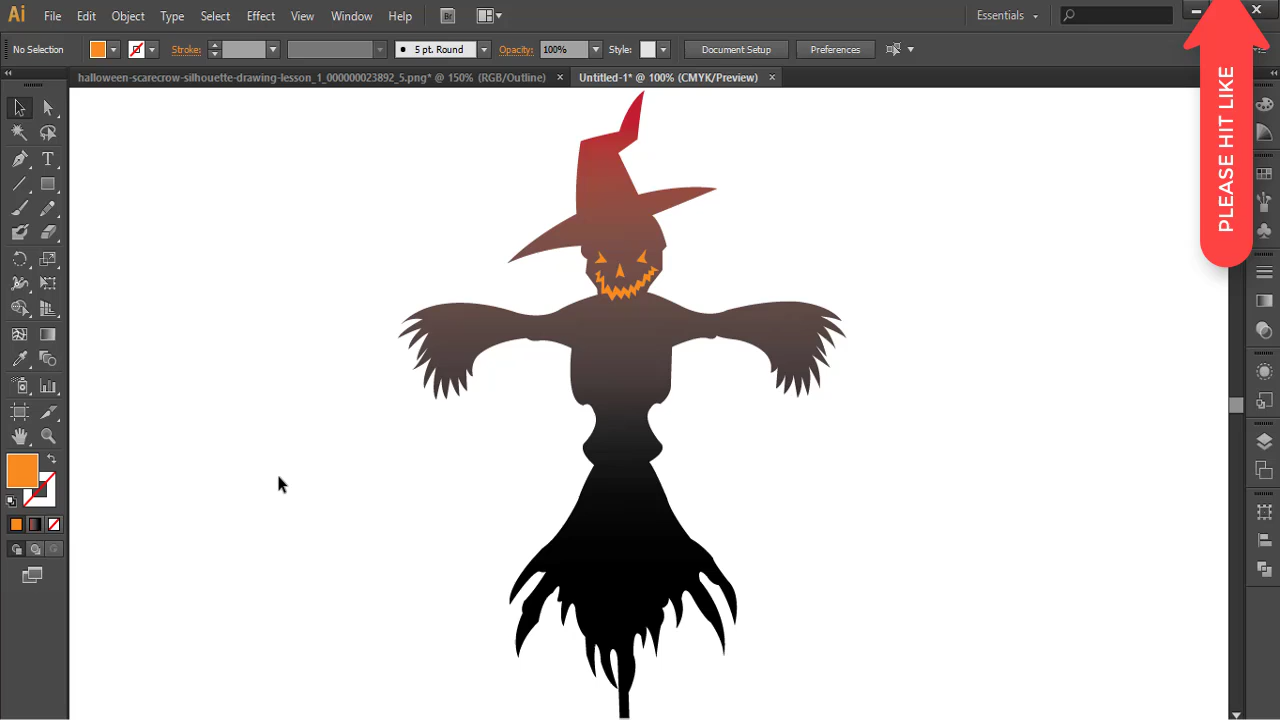 Ai File Edit Object Type Select Effect View Window Help Br Essentials
No Selection Stroke: 5 pt. Round Opacity: 100% Style: Document Setup Preferences
halloween-scarecrow-silhouette-drawing-lesson_1_000000023892_5.png* @ 150% (RGB/Outline) × Untitled-1* @ 100% (CMYK/Preview) ×
PLEASE HIT LIKE